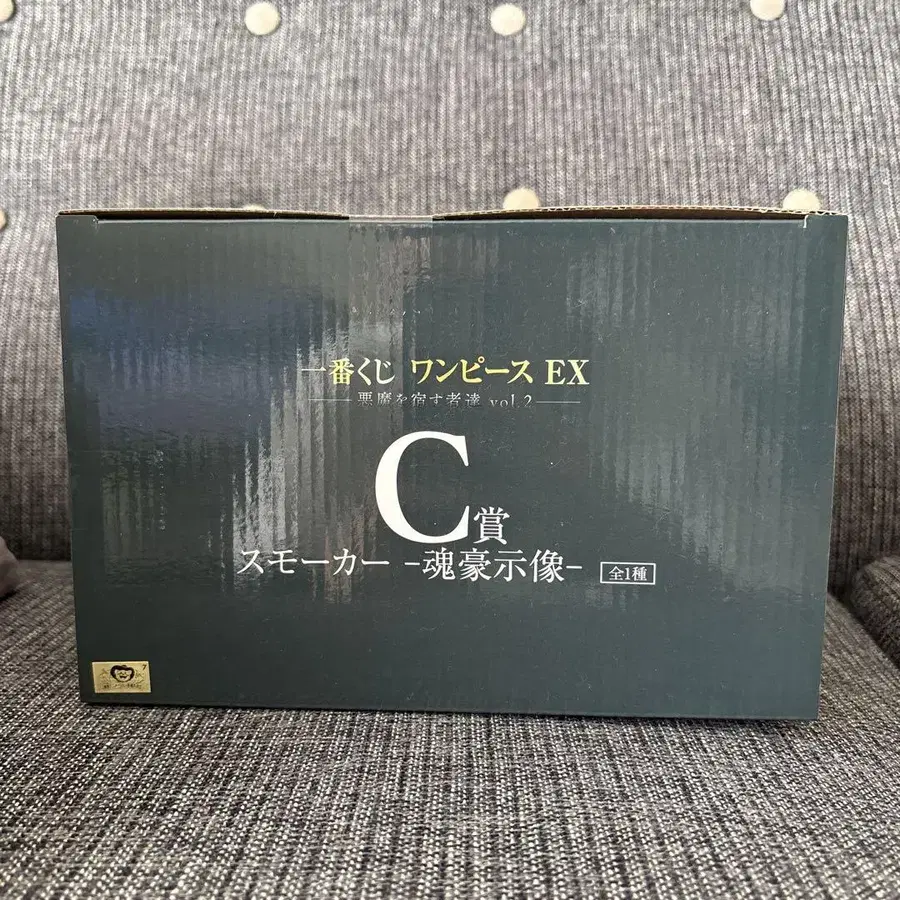 一番くじ ワンピース EX
悪魔を宿す者達 vol.2
C賞
スモーカー -魂豪示像-
全1種
7